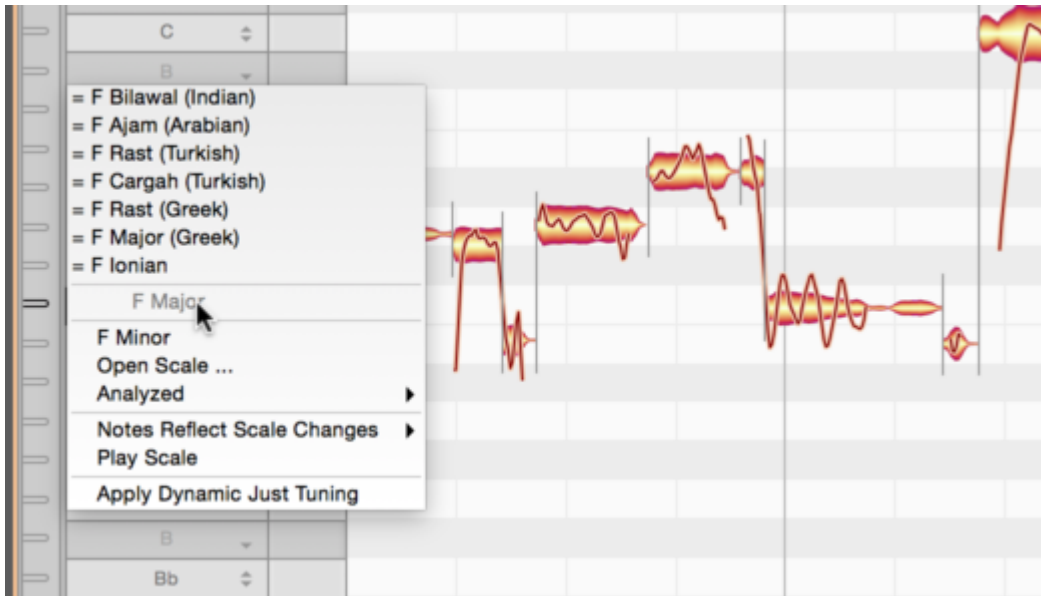 C
B
= F Bilawal (Indian)
= F Ajam (Arabian)
= F Rast (Turkish)
= F Cargah (Turkish)
= F Rast (Greek)
= F Major (Greek)
= F Ionian
F Major
F Minor
Open Scale ...
Analyzed
Notes Reflect Scale Changes
Play Scale
Apply Dynamic Just Tuning
B
Bb